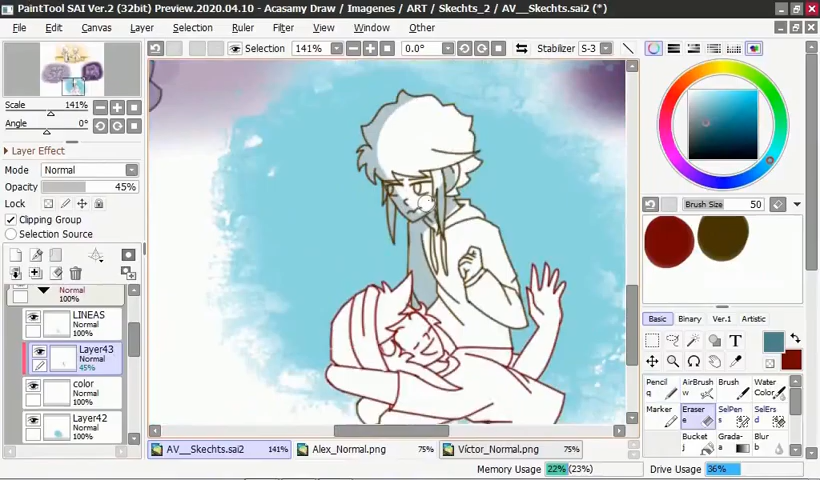 PaintTool SAI Ver.2 (32bit) Preview.2020.04.10 - Acasamy Draw / Imagenes / ART / Skechts_2 / AV__Skechts.sai2 (*)
File Edit Canvas Layer Selection Ruler Filter View Window Other
Selection 141% 0.0° Stabilizer S-3
Scale 141%
Angle 0°
Layer Effect
Mode Normal
Opacity 45%
Lock
Clipping Group
Selection Source
Normal
100%
LINEAS
Normal
100%
Layer43
Normal
45%
color
Normal
100%
Layer42
Normal
100%
Brush Size 50
Basic Binary Ver.1 Artistic
T
Pencil AirBrush Brush Water
q w e Color c
Marker Eraser SelPen SelErs
a s d
Bucket Grada- Blur
j g b
AV__Skechts.sai2 141% Alex_Normal.png 75% Víctor_Normal.png 75%
Memory Usage 22% (23%) Drive Usage 36%